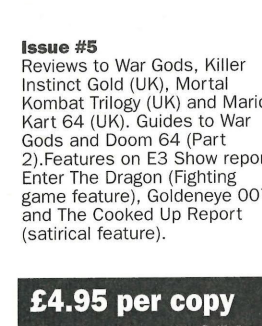 Issue #5
Reviews to War Gods, Killer
Instinct Gold (UK), Mortal
Kombat Trilogy (UK) and Mario
Kart 64 (UK). Guides to War
Gods and Doom 64 (Part
2).Features on E3 Show repor
Enter The Dragon (Fighting
game feature), Goldeneye 007
and The Cooked Up Report
(satirical feature).
£4.95 per copy